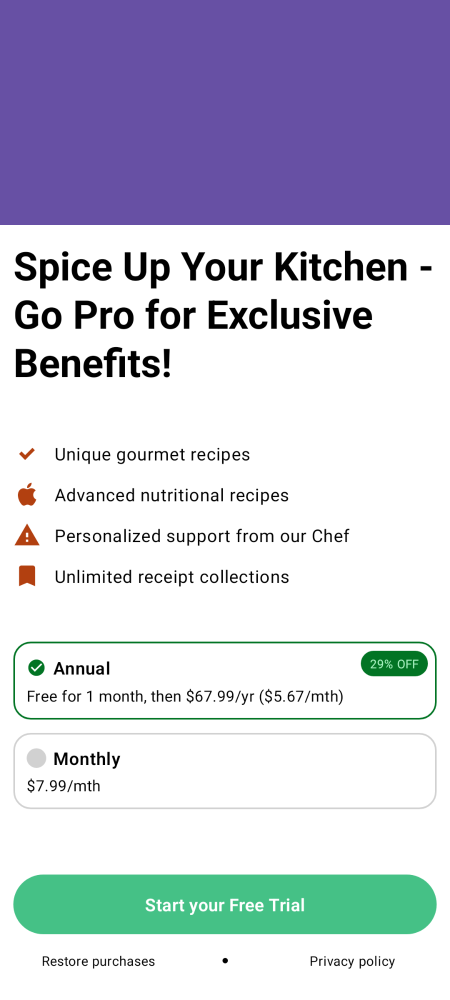 Spice Up Your Kitchen -
Go Pro for Exclusive
Benefits!
Unique gourmet recipes
Advanced nutritional recipes
Personalized support from our Chef
Unlimited receipt collections
Annual
29% OFF
Free for 1 month, then $67.99/yr ($5.67/mth)
Monthly
$7.99/mth
Start your Free Trial
Restore purchases • Privacy policy